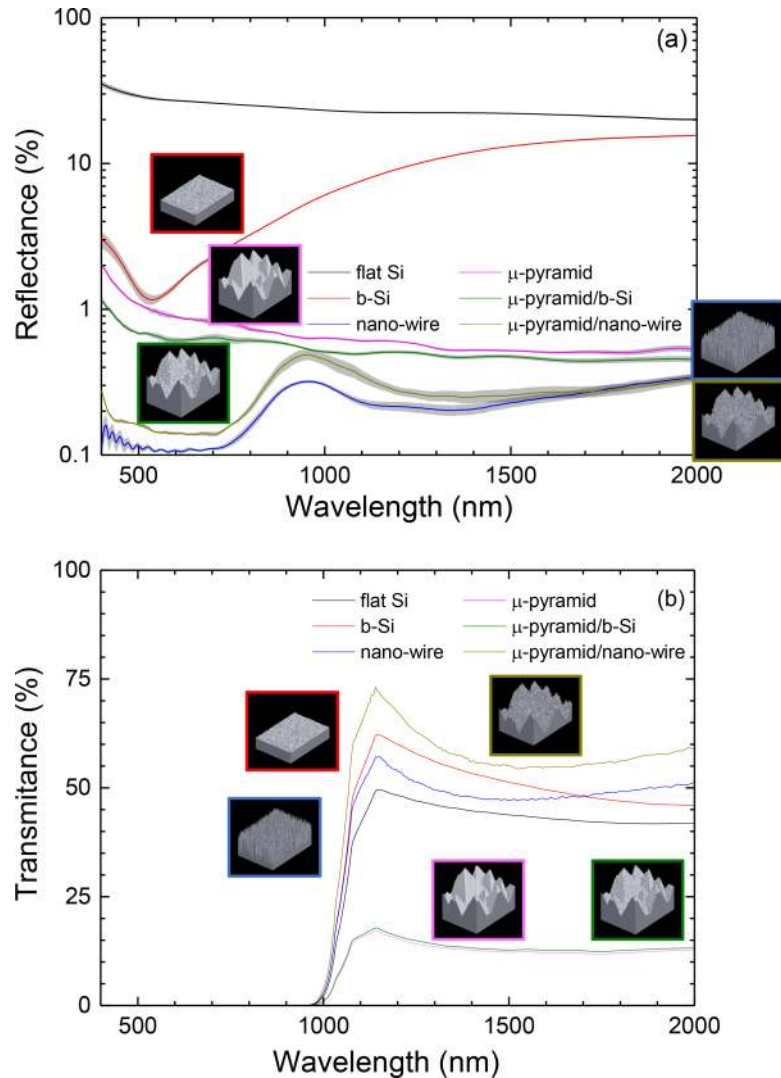 100%
(a)
10
1
0.1
Reflectance (%)
flat Si
b-Si
nano-wire
μ-pyramid
μ-pyramid/b-Si
μ-pyramid/nano-wire
500
1000
1500
2000
Wavelength (nm)
100
75
50
25
0
Transmitance (%)
(b)
flat Si
b-Si
nano-wire
μ-pyramid
μ-pyramid/b-Si
μ-pyramid/nano-wire
500
1000
1500
2000
Wavelength (nm)